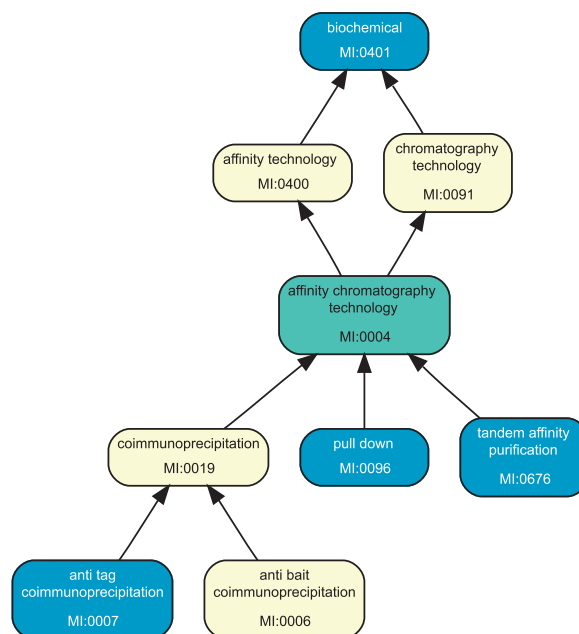 biochemical
MI:0401
affinity technology
MI:0400
chromatography
technology
MI:0091
affinity chromatography
technology
MI:0004
coimmunoprecipitation
MI:0019
pull down
MI:0096
tandem affinity
purification
MI:0676
anti tag
coimmunoprecipitation
MI:0007
anti bait
coimmunoprecipitation
MI:0006